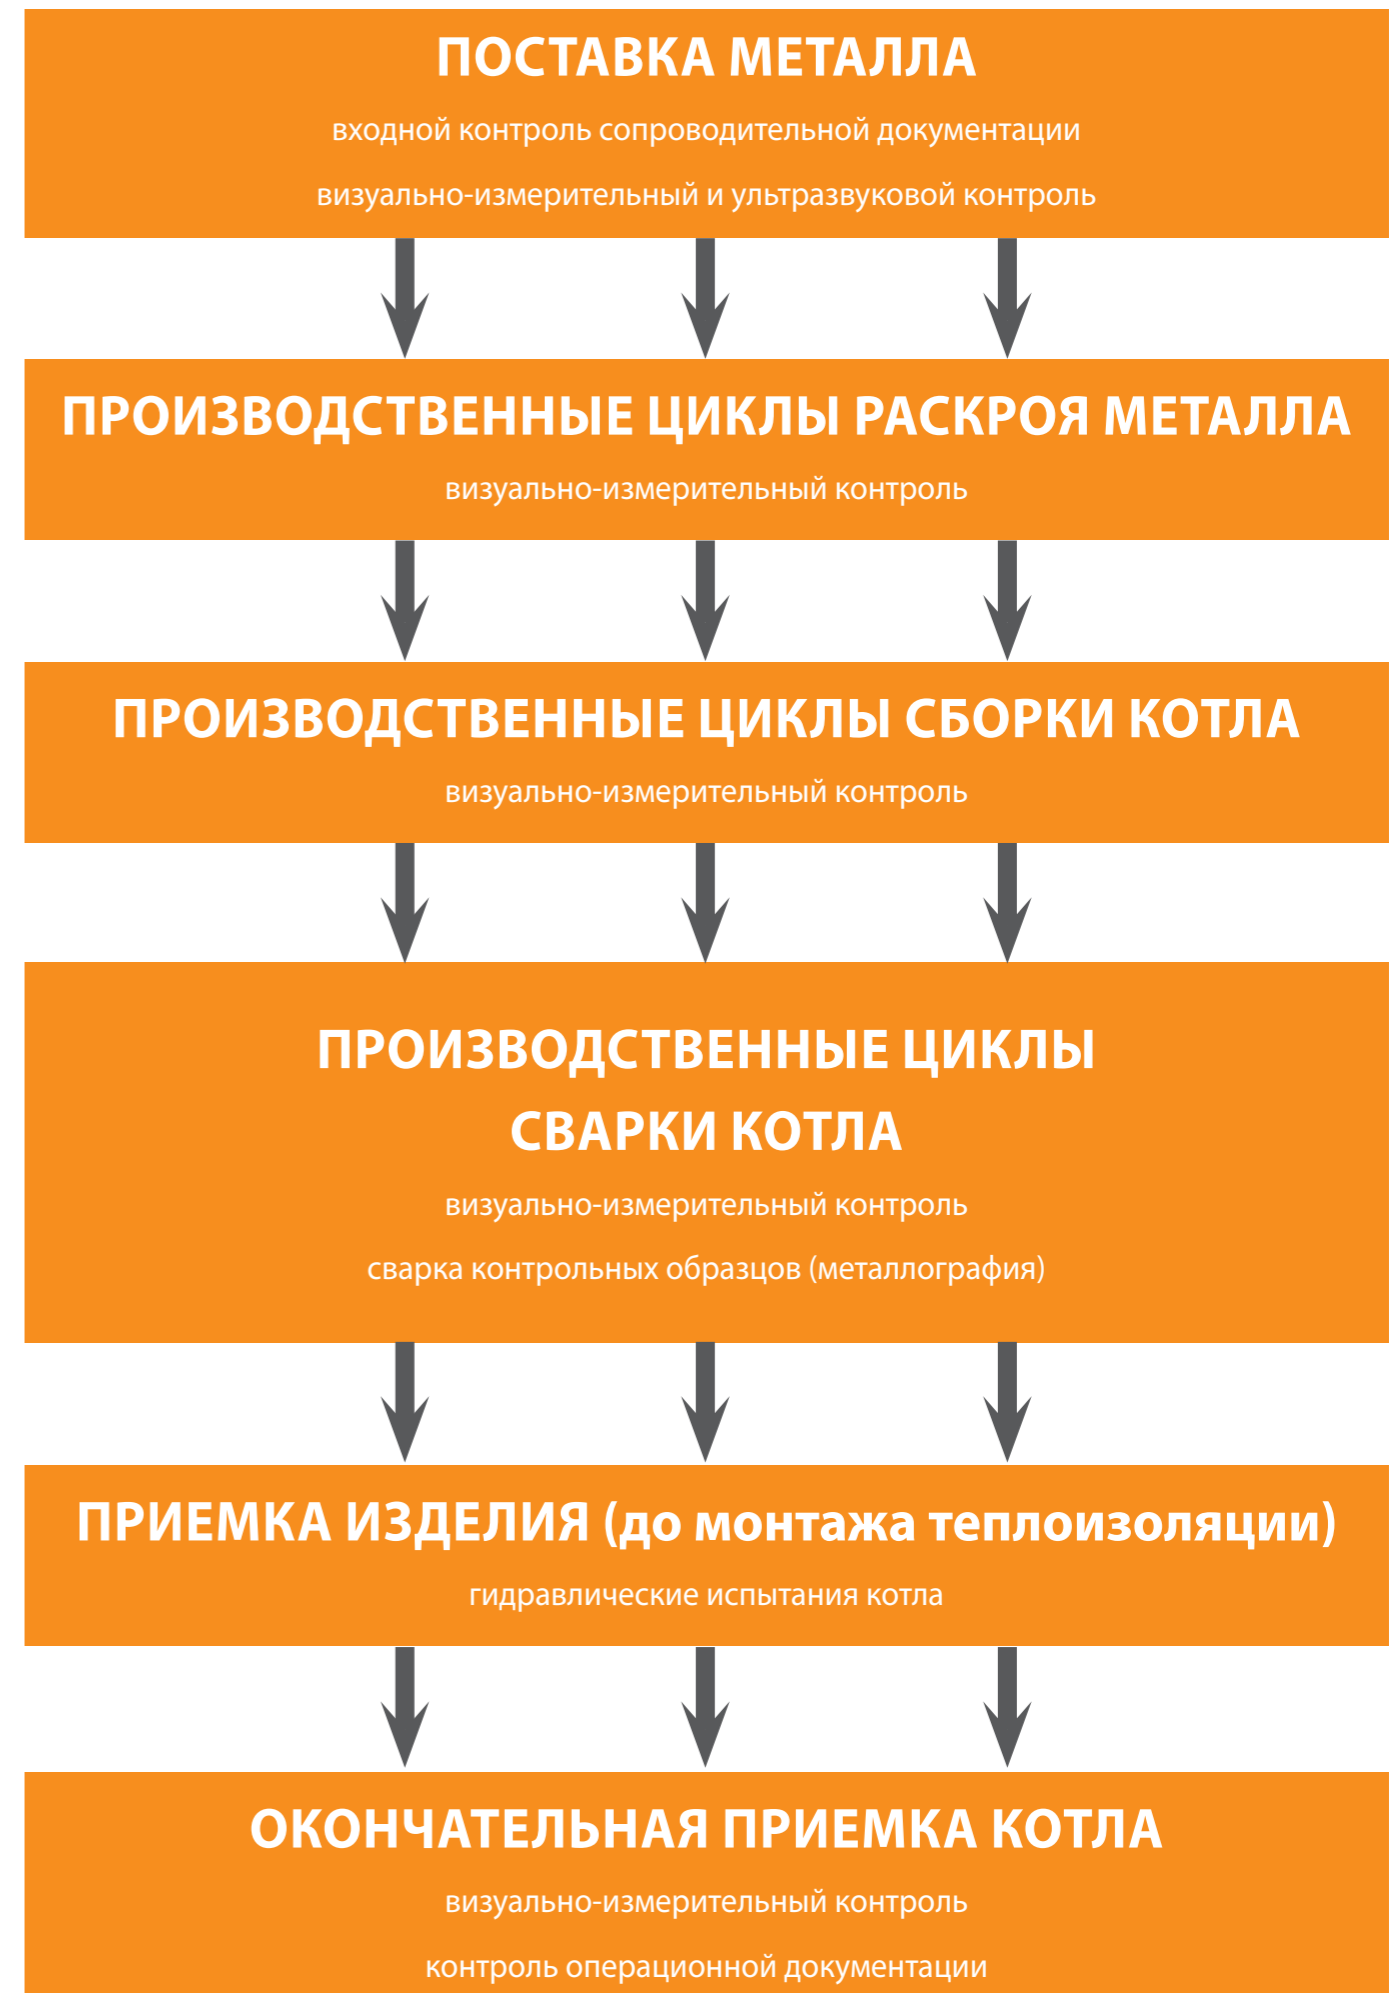 ПОСТАВКА МЕТАЛЛА
входной контроль сопроводительной документации
визуально-измерительный и ультразвуковой контроль
ПРОИЗВОДСТВЕННЫЕ ЦИКЛЫ РАСКРОЯ МЕТАЛЛА
визуально-измерительный контроль
ПРОИЗВОДСТВЕННЫЕ ЦИКЛЫ СБОРКИ КОТЛА
визуально-измерительный контроль
ПРОИЗВОДСТВЕННЫЕ ЦИКЛЫ
СВАРКИ КОТЛА
визуально-измерительный контроль
сварка контрольных образцов (металлография)
ПРИЕМКА ИЗДЕЛИЯ (до монтажа теплоизоляции)
гидравлические испытания котла
ОКОНЧАТЕЛЬНАЯ ПРИЕМКА КОТЛА
визуально-измерительный контроль
контроль операционной документации